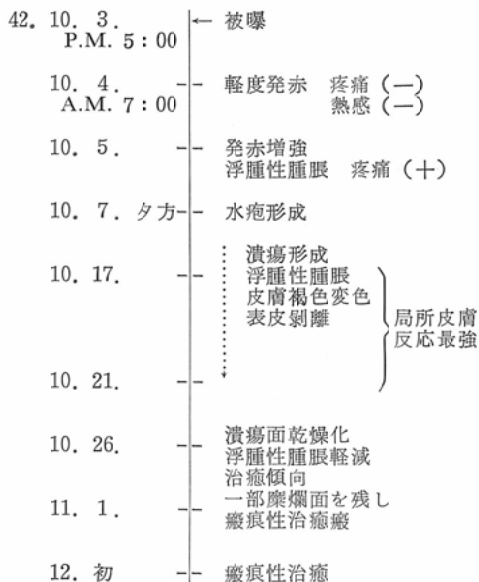 42. 10. 3. ← 被曝
P.M. 5:00
10. 4. 軽度発赤 疼痛(-)
A.M. 7:00 熱感(-)
10. 5. 発赤増強
浮腫性腫脹 疼痛(+)
10. 7. 夕方 水疱形成
潰瘍形成
10. 17. 浮腫性腫脹
皮膚褐色変色
表皮剝離 局所皮膚
反応最強
10. 21.
潰瘍面乾燥化
10. 26. 浮腫性腫脹軽減
治癒傾向
11. 1. 一部糜爛面を残し
瘢痕性治癒瘢
12. 初 瘢痕性治癒